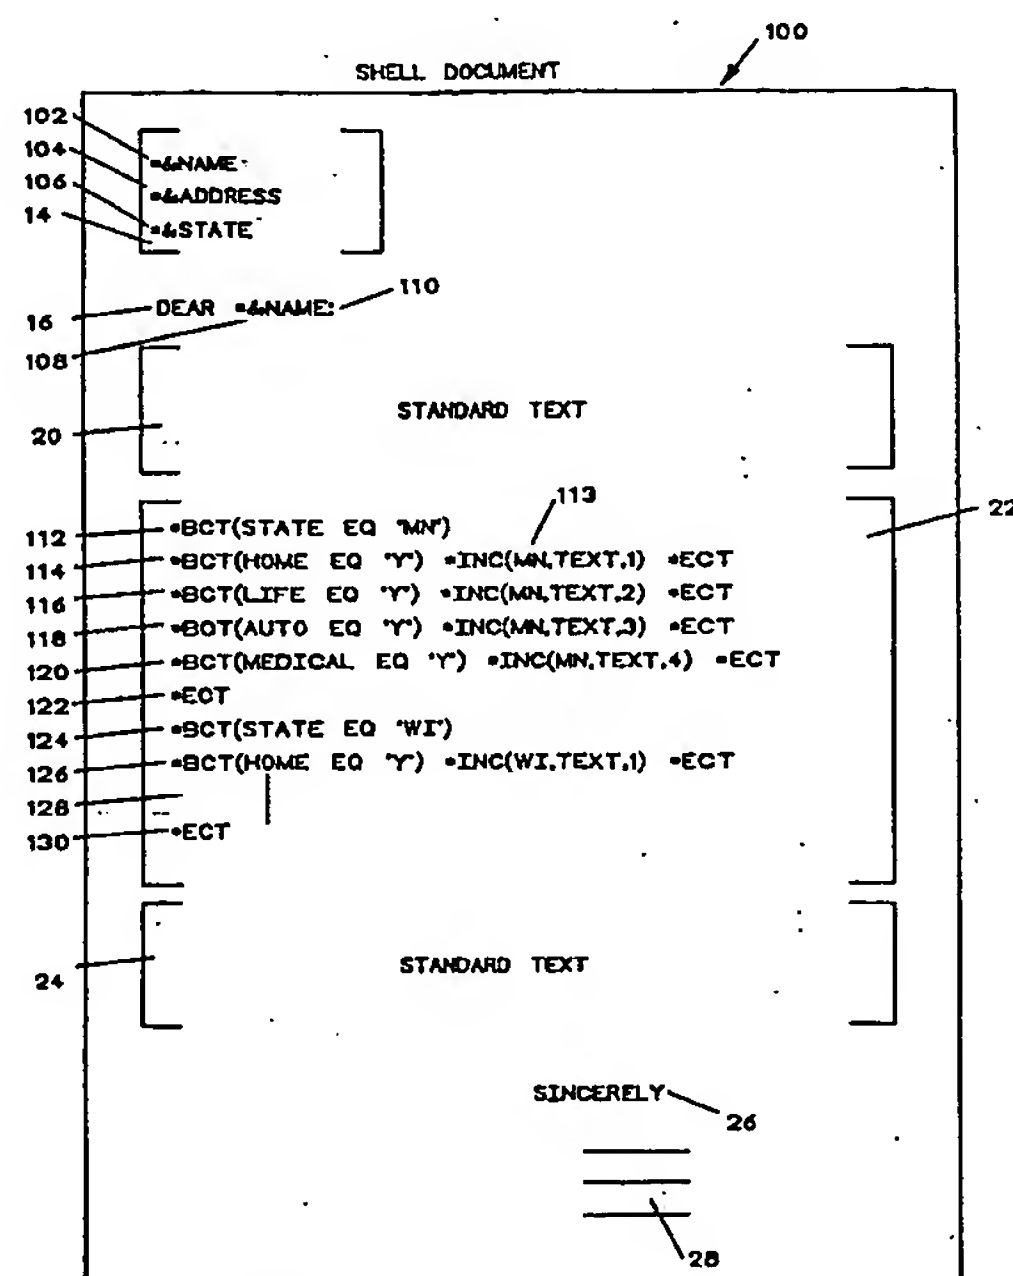 100
SHELL DOCUMENT
102
104
106
14
*&NAME
*&ADDRESS
*&STATE
16
DEAR *&NAME:
110
108
STANDARD TEXT
20
113
22
112 *BCT(STATE EQ 'MN')
114 *BCT(HOME EQ 'Y') *INC(MN,TEXT,1) *ECT
116 *BCT(LIFE EQ 'Y') *INC(MN,TEXT,2) *ECT
118 *BCT(AUTO EQ 'Y') *INC(MN,TEXT,3) *ECT
120 *BCT(MEDICAL EQ 'Y') *INC(MN,TEXT,4) *ECT
122 *ECT
124 *BCT(STATE EQ 'WI')
126 *BCT(HOME EQ 'Y') *INC(WI,TEXT,1) *ECT
128
130 *ECT
24
STANDARD TEXT
SINCERELY
26
28